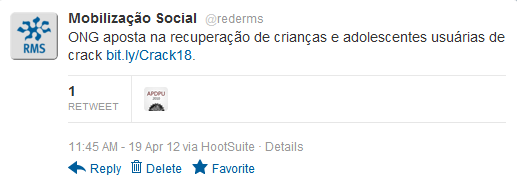 Mobilização Social @rederms
ONG aposta na recuperação de crianças e adolescentes usuárias de
crack bit.ly/Crack18.
RMS
1
RETWEET
APDPU
11:45 AM - 19 Apr 12 via HootSuite · Details
Reply Delete Favorite